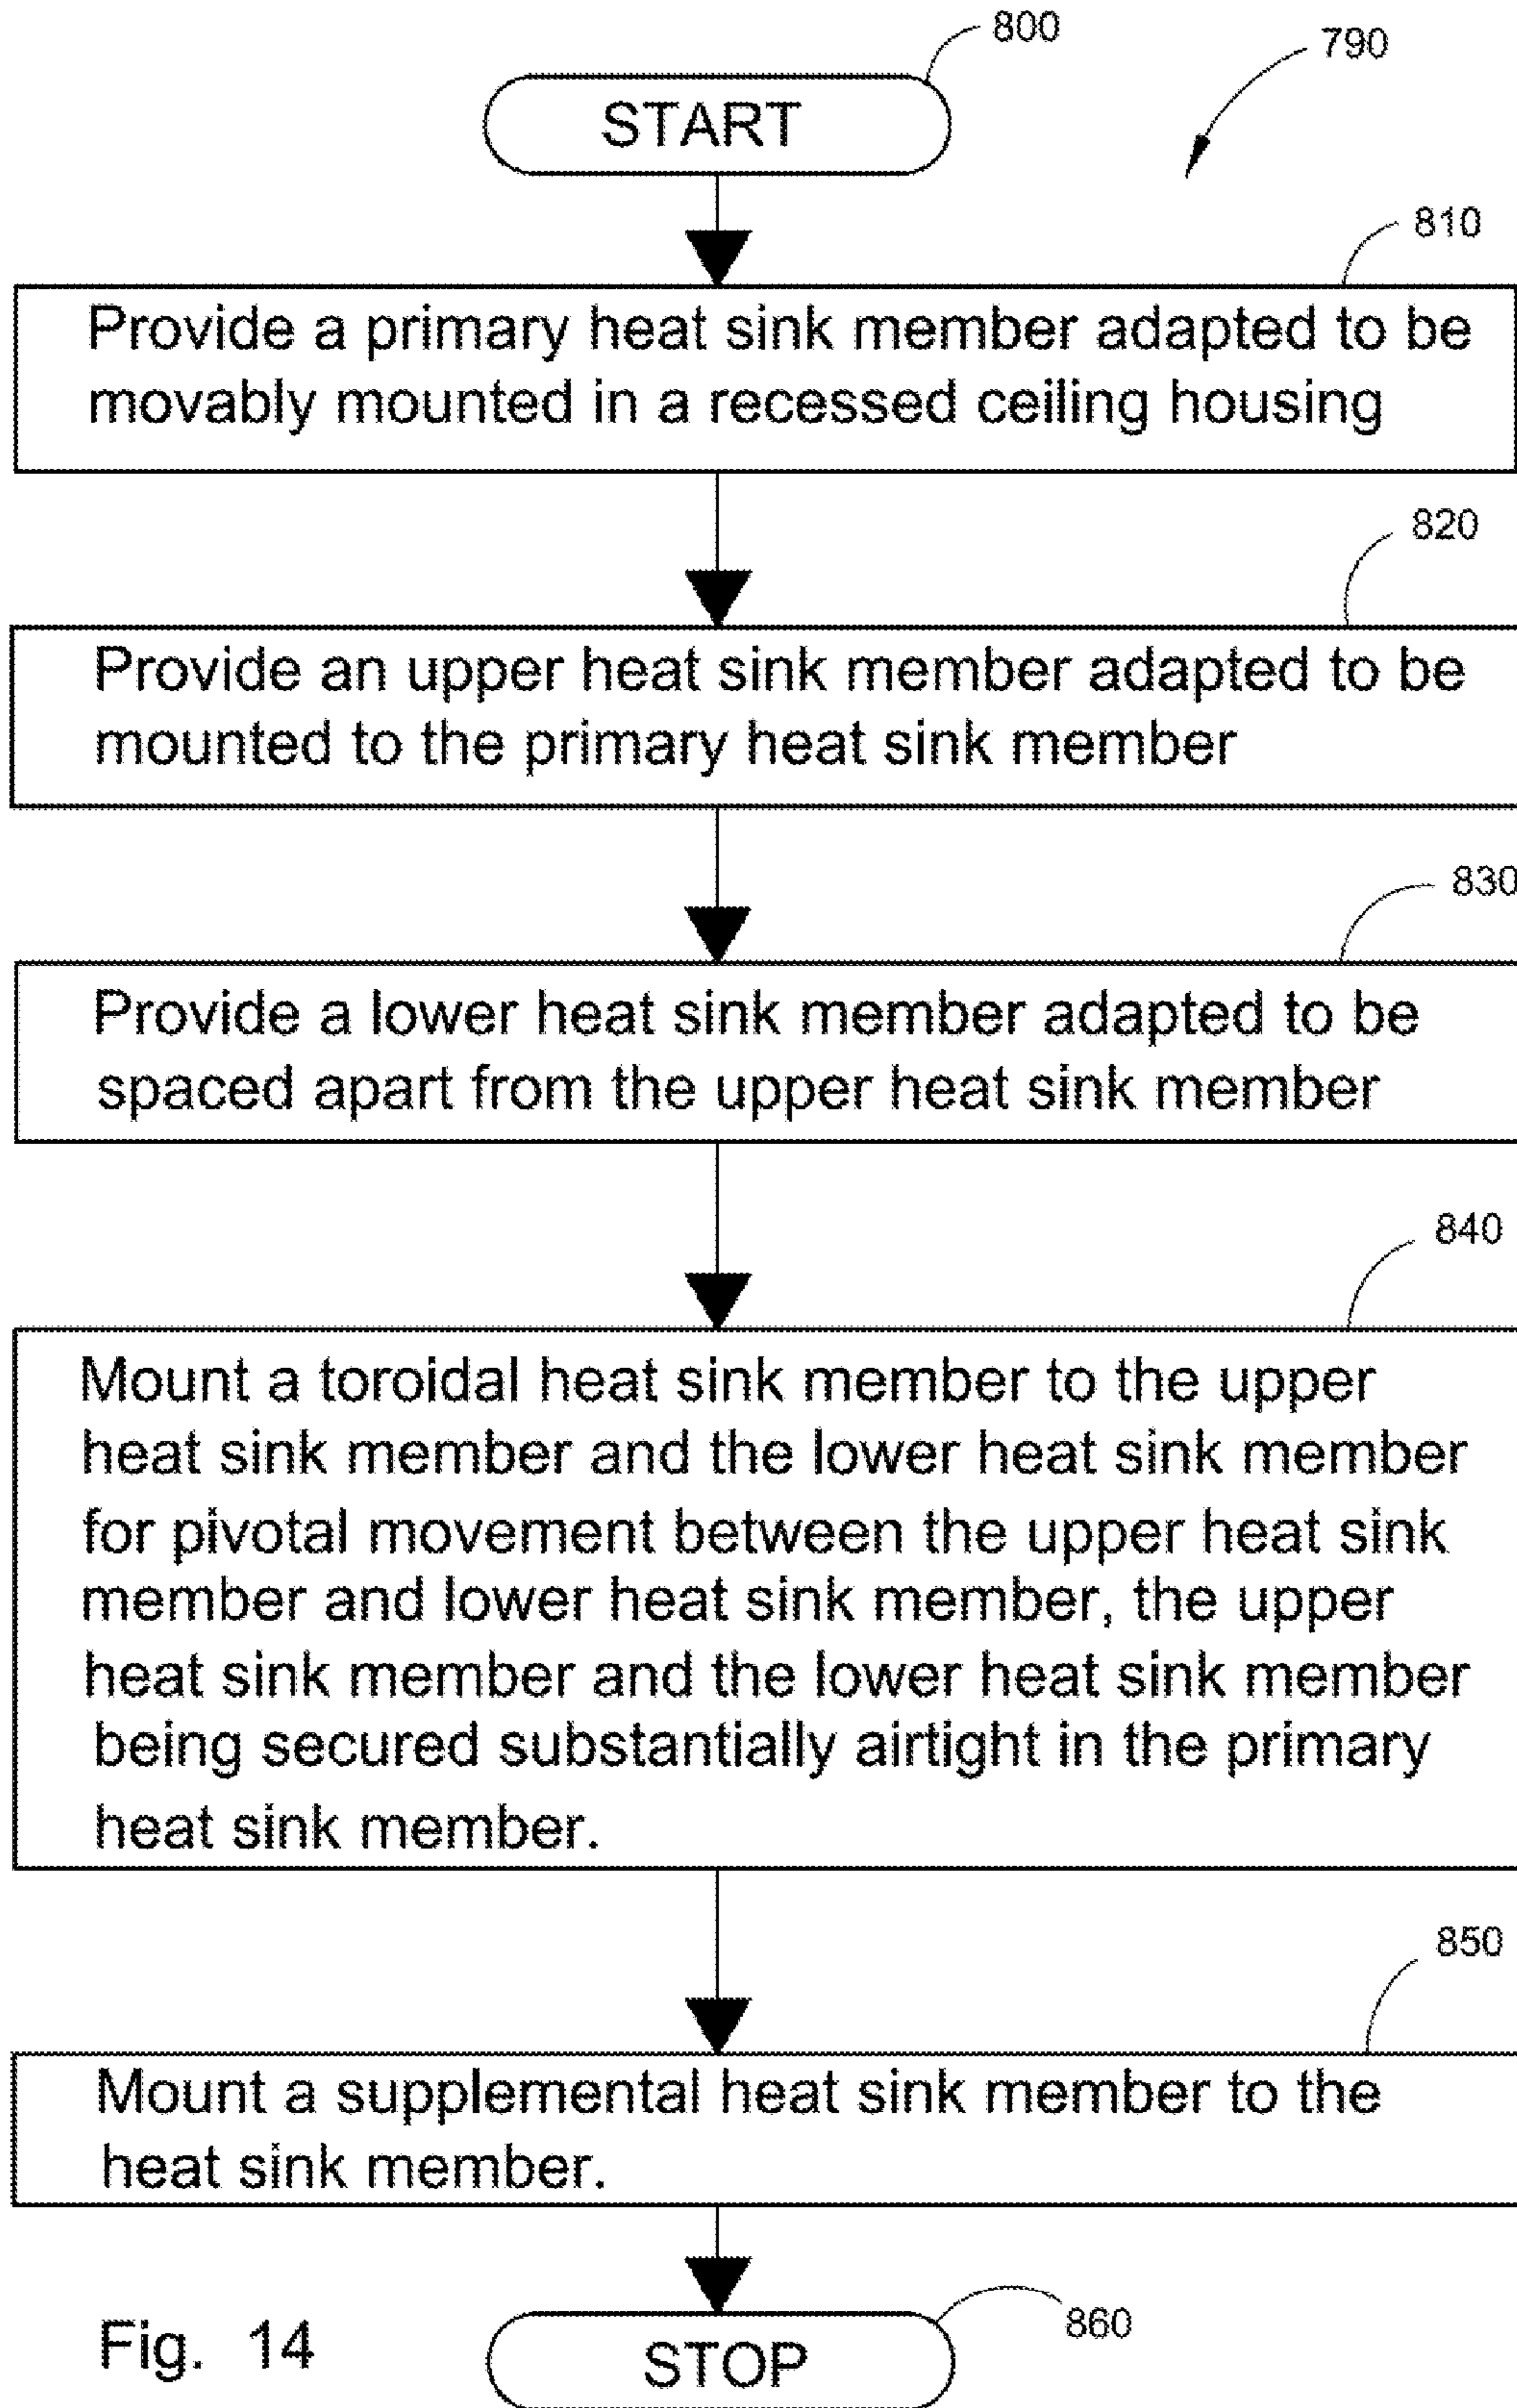 800
790
START
810
Provide a primary heat sink member adapted to be
movably mounted in a recessed ceiling housing
820
Provide an upper heat sink member adapted to be
mounted to the primary heat sink member
830
Provide a lower heat sink member adapted to be
spaced apart from the upper heat sink member
840
Mount a toroidal heat sink member to the upper
heat sink member and the lower heat sink member
for pivotal movement between the upper heat sink
member and lower heat sink member, the upper
heat sink member and the lower heat sink member
being secured substantially airtight in the primary
heat sink member.
850
Mount a supplemental heat sink member to the
heat sink member.
860
STOP
Fig. 14